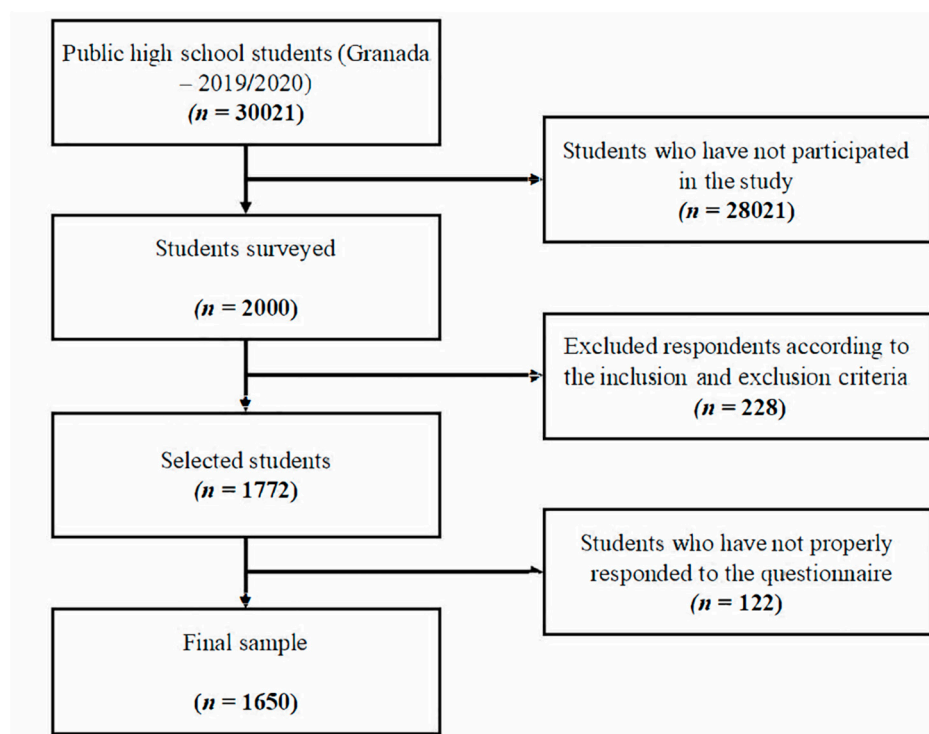 Public high school students (Granada
– 2019/2020)
(n = 30021)
Students who have not participated
in the study
(n = 28021)
Students surveyed
(n = 2000)
Excluded respondents according to
the inclusion and exclusion criteria
(n = 228)
Selected students
(n = 1772)
Students who have not properly
responded to the questionnaire
(n = 122)
Final sample
(n = 1650)